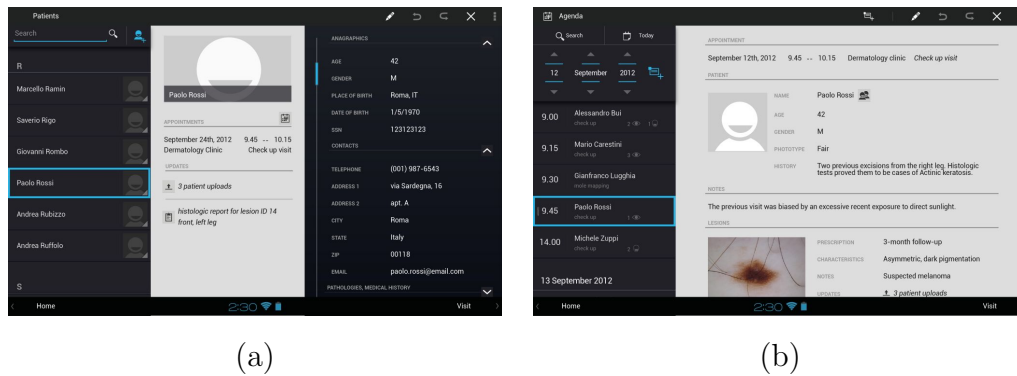 Patients
Search
R
Marcello Ramin
Saverio Rigo
Giovanni Rombo
Paolo Rossi
Andrea Rubizzo
Andrea Ruffolo
S
Paolo Rossi
APPOINTMENTS
September 24th, 2012 9.45 -- 10.15
Dermatology Clinic Check up visit
UPDATES
3 patient uploads
histologic report for lesion ID 14
front, left leg
ANAGRAPHICS
AGE 42
GENDER M
PLACE OF BIRTH Roma, IT
DATE OF BIRTH 1/5/1970
SSN 123123123
CONTACTS
TELEPHONE (001) 987-6543
ADDRESS 1 via Sardegna, 16
ADDRESS 2 apt. A
CITY Roma
STATE Italy
ZIP 00118
EMAIL paolo.rossi@email.com
PATHOLOGIES, MEDICAL HISTORY
Home 2:30 Visit
(a)
Agenda
Search Today
12 September 2012
9.00 Alessandro Bui
check up 2 1
9.15 Mario Carestini
check up 3
9.30 Gianfranco Lugghia
mole mapping
9.45 Paolo Rossi
check up 1
14.00 Michele Zuppi
check up 2
13 September 2012
APPOINTMENT
September 12th, 2012 9.45 -- 10.15 Dermatology clinic Check up visit
PATIENT
NAME Paolo Rossi
AGE 42
GENDER M
PHOTOTYPE Fair
HISTORY Two previous excisions from the right leg. Histologic
tests proved them to be cases of Actinic keratosis.
NOTES
The previous visit was biased by an excessive recent exposure to direct sunlight.
LESIONS
PRESCRIPTION 3-month follow-up
CHARACTERISTICS Asymmetric, dark pigmentation
NOTES Suspected melanoma
UPDATES 3 patient uploads
Home 2:30 Visit
(b)